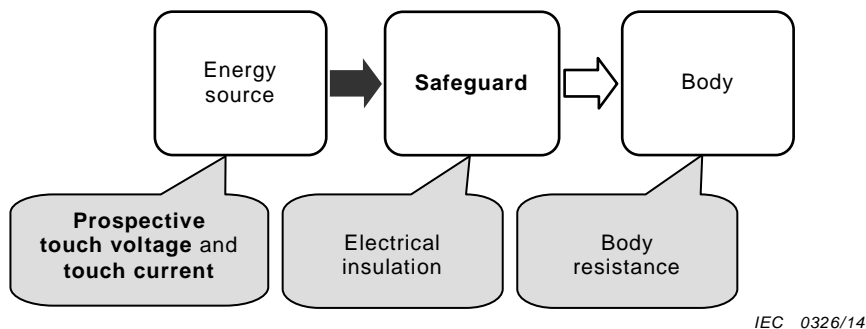 Energy
source
Safeguard
Body
Prospective
touch voltage and
touch current
Electrical
insulation
Body
resistance
IEC 0326/14